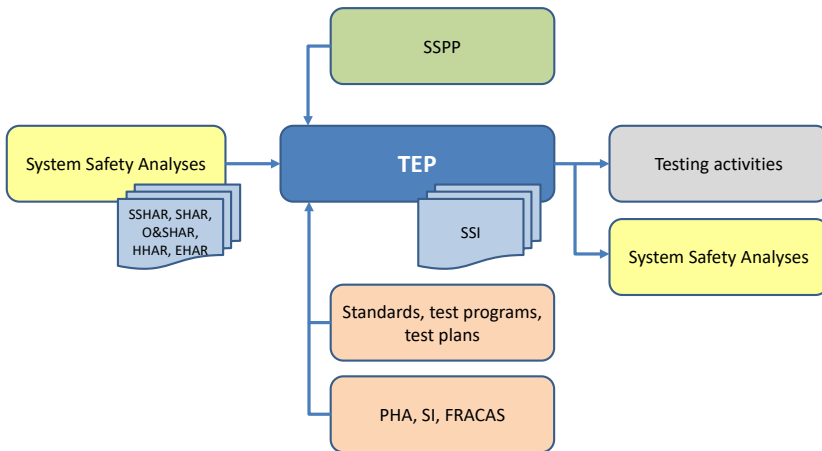 SSPP
System Safety Analyses
TEP
Testing activities
SSHAR, SHAR,
O&SHAR,
HHAR, EHAR
SSI
System Safety Analyses
Standards, test programs,
test plans
PHA, SI, FRACAS